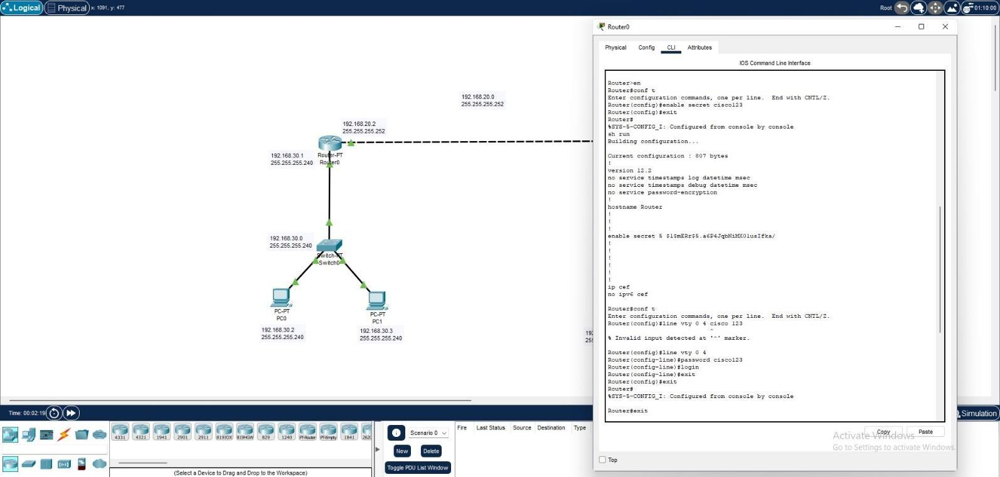 Logical
Physical
x: 1091, y: 477
Root
01:10:00
192.168.20.0
255.255.255.252
192.168.20.2
255.255.255.252
192.168.30.1
255.255.255.240
Router-PT
Router0
192.168.30.0
255.255.255.240
Switch-PT
Switch0
PC-PT
PC0
192.168.30.2
255.255.255.240
PC-PT
PC1
192.168.30.3
255.255.255.240
Router0
Physical
Config
CLI
Attributes
IOS Command Line Interface
Router>en
Router#conf t
Enter configuration commands, one per line.  End with CNTL/Z.
Router(config)#enable secret cisco123
Router(config)#exit
Router#
%SYS-5-CONFIG_I: Configured from console by console
sh run
Building configuration...
Current configuration : 807 bytes
!
version 12.2
no service timestamps log datetime msec
no service timestamps debug datetime msec
no service password-encryption
!
hostname Router
!
!
!
enable secret 5 $1$mERr$5.a6P4JqbNiMX01usIfka/
!
!
!
!
!
!
ip cef
no ipv6 cef
Router#conf t
Enter configuration commands, one per line.  End with CNTL/Z.
Router(config)#line vty 0 4 cisco 123
^
% Invalid input detected at '^' marker.
Router(config)#line vty 0 4
Router(config-line)#password cisco123
Router(config-line)#login
Router(config-line)#exit
Router(config)#exit
Router#
%SYS-5-CONFIG_I: Configured from console by console
Router#exit
Copy
Paste
Activate Windows
Go to Settings to activate Windows.
Top
Time: 00:02:19
Simulation
4331
4321
1941
2901
2911
819IOX
819HGW
829
1240
PT-Router
PT-Empty
1841
(Select a Device to Drag and Drop to the Workspace)
Scenario 0
New
Delete
Toggle PDU List Window
Fire
Last Status
Source
Destination
Type